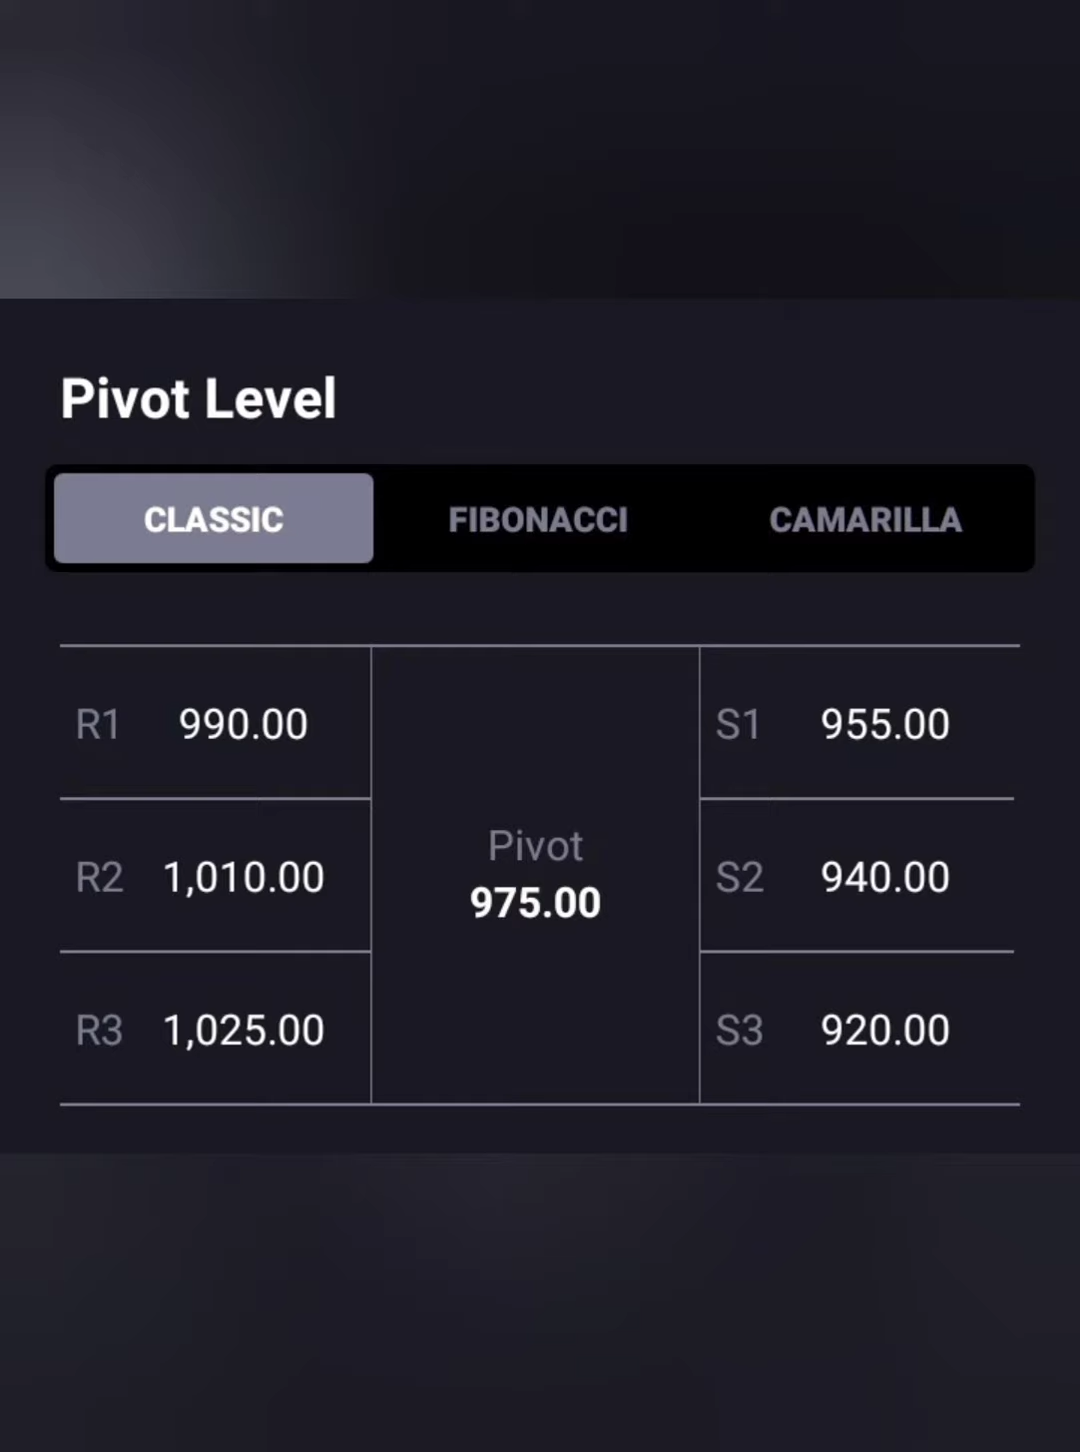 Pivot Level
CLASSIC FIBONACCI CAMARILLA
R1 990.00 S1 955.00
Pivot
R2 1,010.00 975.00 S2 940.00
R3 1,025.00 S3 920.00